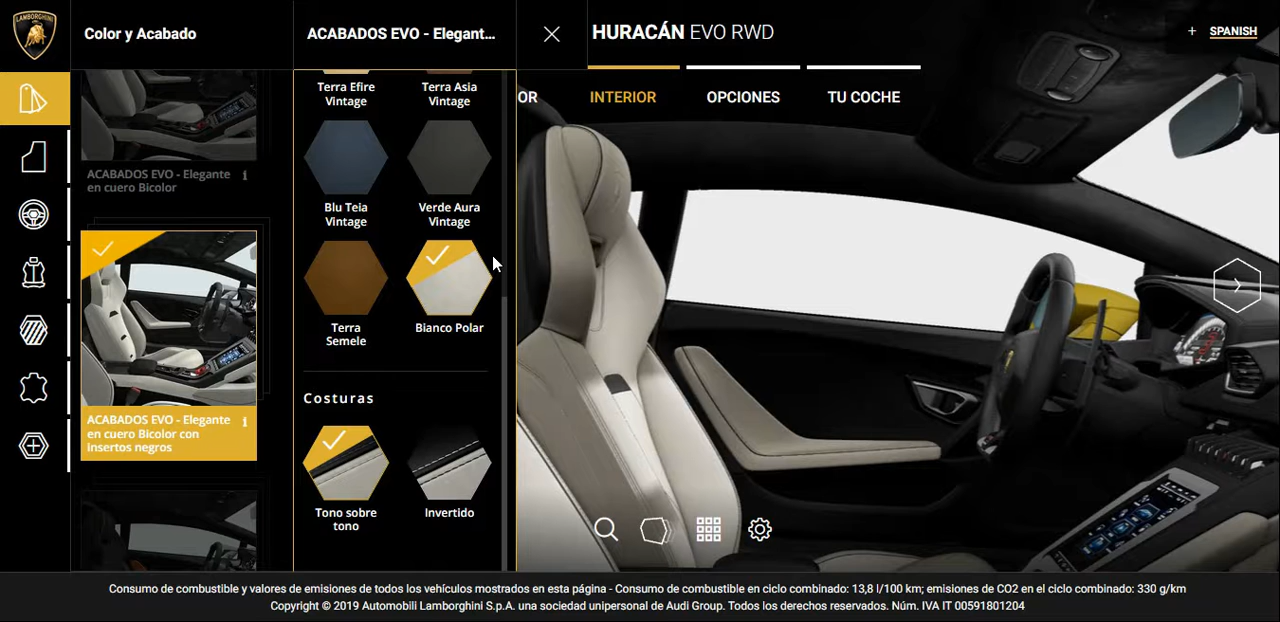 LAMBORGHINI
Color y Acabado
ACABADOS EVO - Elegant...
HURACÁN EVO RWD
+ SPANISH
OR
INTERIOR
OPCIONES
TU COCHE
ACABADOS EVO - Elegante
en cuero Bicolor
i
ACABADOS EVO - Elegante
en cuero Bicolor con
Insertos negros
i
Terra Efire
Vintage
Terra Asia
Vintage
Blu Teia
Vintage
Verde Aura
Vintage
Terra
Semele
Bianco Polar
Costuras
Tono sobre
tono
Invertido
Consumo de combustible y valores de emisiones de todos los vehículos mostrados en esta página - Consumo de combustible en ciclo combinado: 13,8 l/100 km; emisiones de CO2 en el ciclo combinado: 330 g/km
Copyright © 2019 Automobili Lamborghini S.p.A. una sociedad unipersonal de Audi Group. Todos los derechos reservados. Núm. IVA IT 00591801204